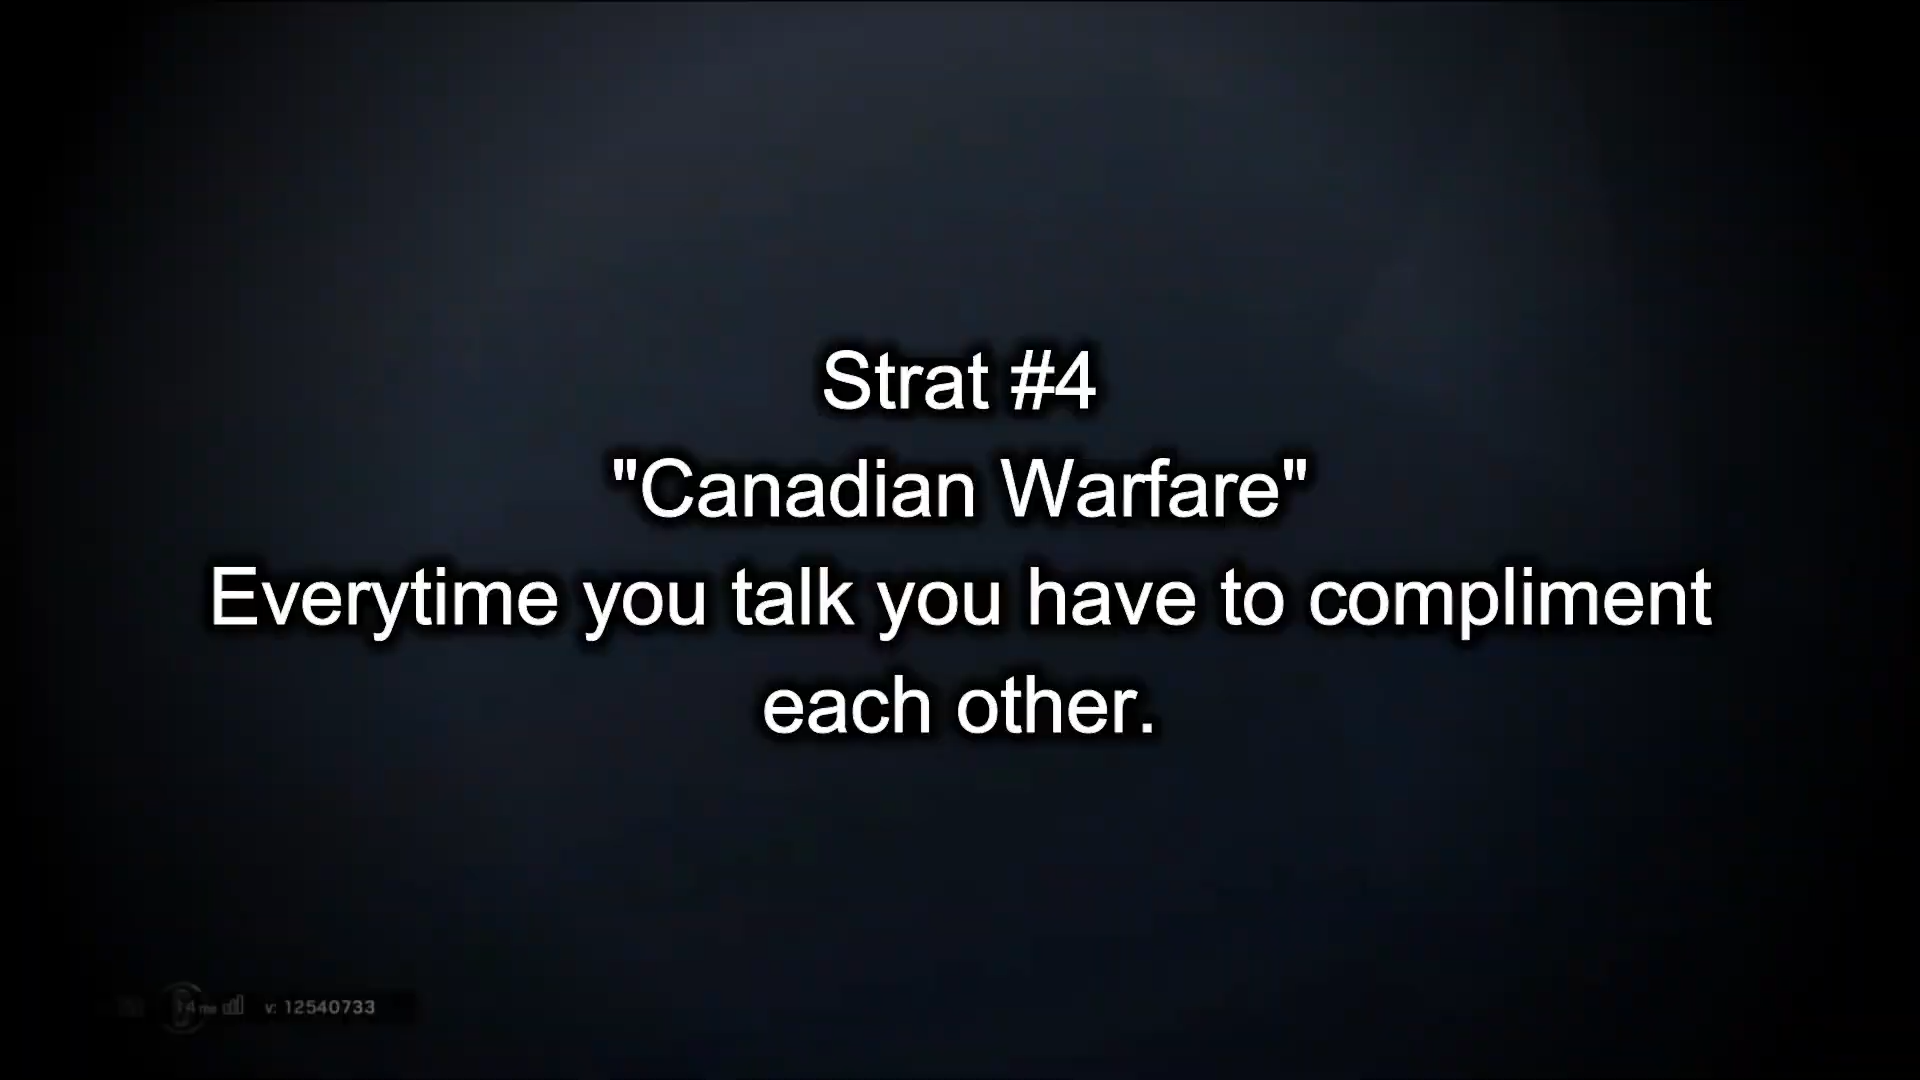 Strat #4
"Canadian Warfare"
Everytime you talk you have to compliment
each other.
v: 12540733